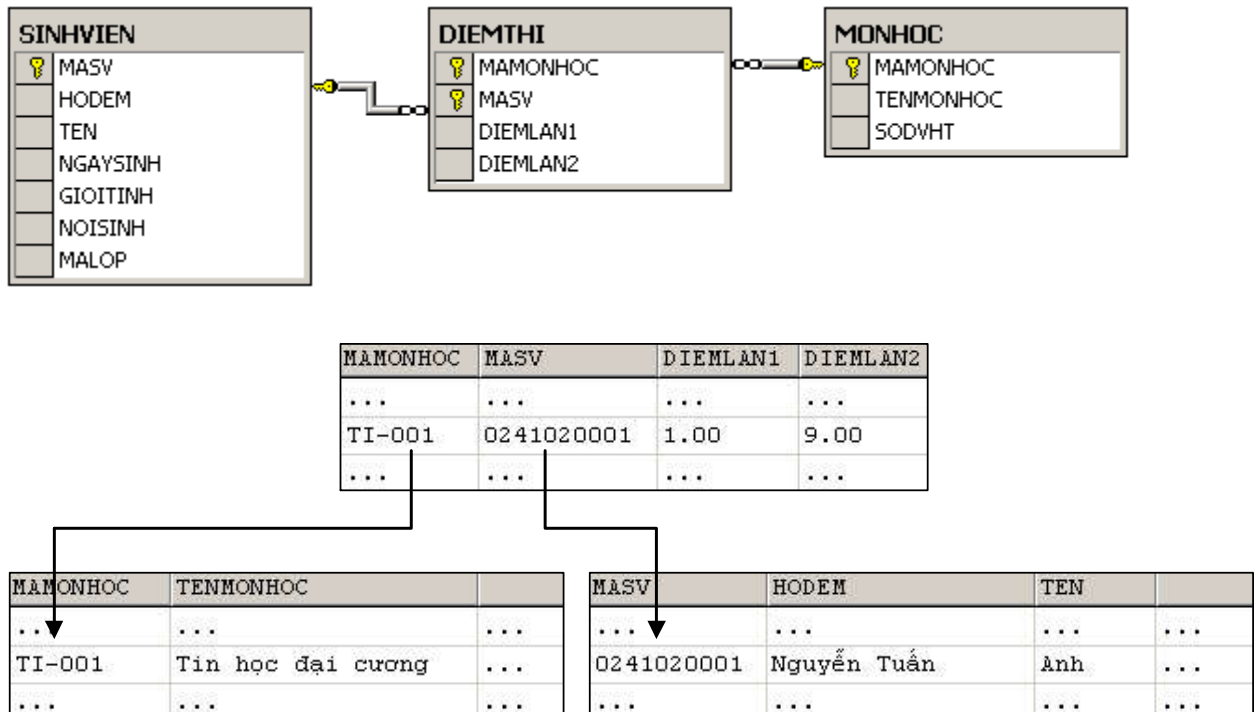 SINHVIEN
MASV
HODEM
TEN
NGAYSINH
GIOITINH
NOISINH
MALOP
DIEMTHI
MAMONHOC
MASV
DIEMLAN1
DIEMLAN2
MONHOC
MAMONHOC
TENMONHOC
SODVHT
MAMONHOC MASV DIEMLAN1 DIEMLAN2
... ... ... ...
TI-001 0241020001 1.00 9.00
... ... ... ...
MAMONHOC TENMONHOC
... ... ...
TI-001 Tin học đại cương ...
... ... ...
MASV HODEM TEN
... ... ... ...
0241020001 Nguyễn Tuấn Anh ...
... ... ... ...